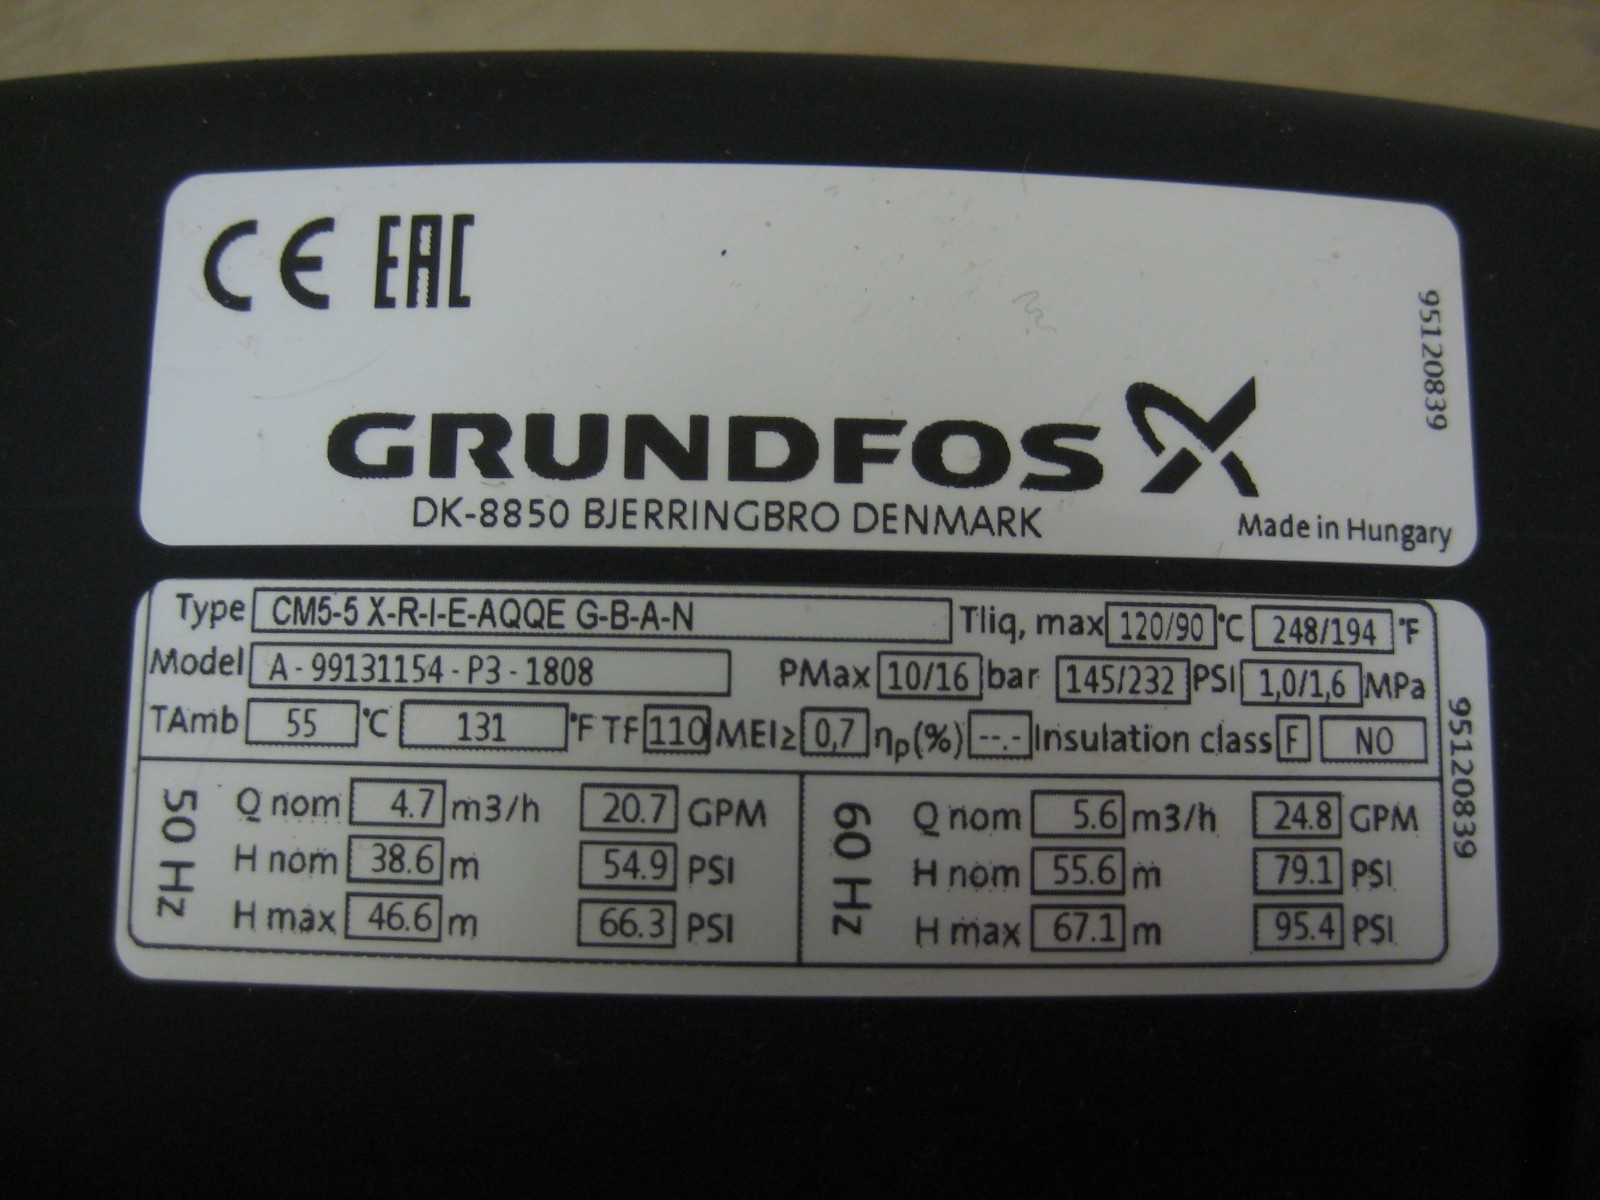 CE EAC
95120839
GRUNDFOS
DK-8850 BJERRINGBRO DENMARK
Made in Hungary
Type CM5-5 X-R-I-E-AQQE G-B-A-N Tliq, max 120/90 °C 248/194 °F
Model A - 99131154 - P3 - 1808 PMax 10/16 bar 145/232 PSI 1,0/1,6 MPa
TAmb 55 °C 131 °F TF 110 MEI≥ 0,7 ηp(%) --.- Insulation class F NO
95120839
50 Hz
Q nom 4.7 m3/h 20.7 GPM
H nom 38.6 m 54.9 PSI
H max 46.6 m 66.3 PSI
60 Hz
Q nom 5.6 m3/h 24.8 GPM
H nom 55.6 m 79.1 PSI
H max 67.1 m 95.4 PSI